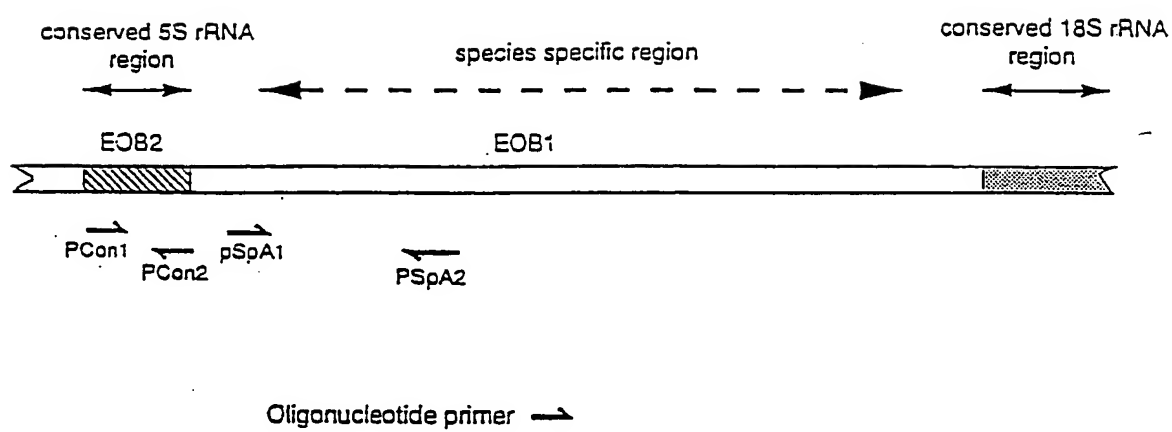 conserved 5S rRNA
region
species specific region
conserved 18S rRNA
region
EOB2
EOB1
PCon1
PCon2
pSpA1
PSpA2
Oligonucleotide primer